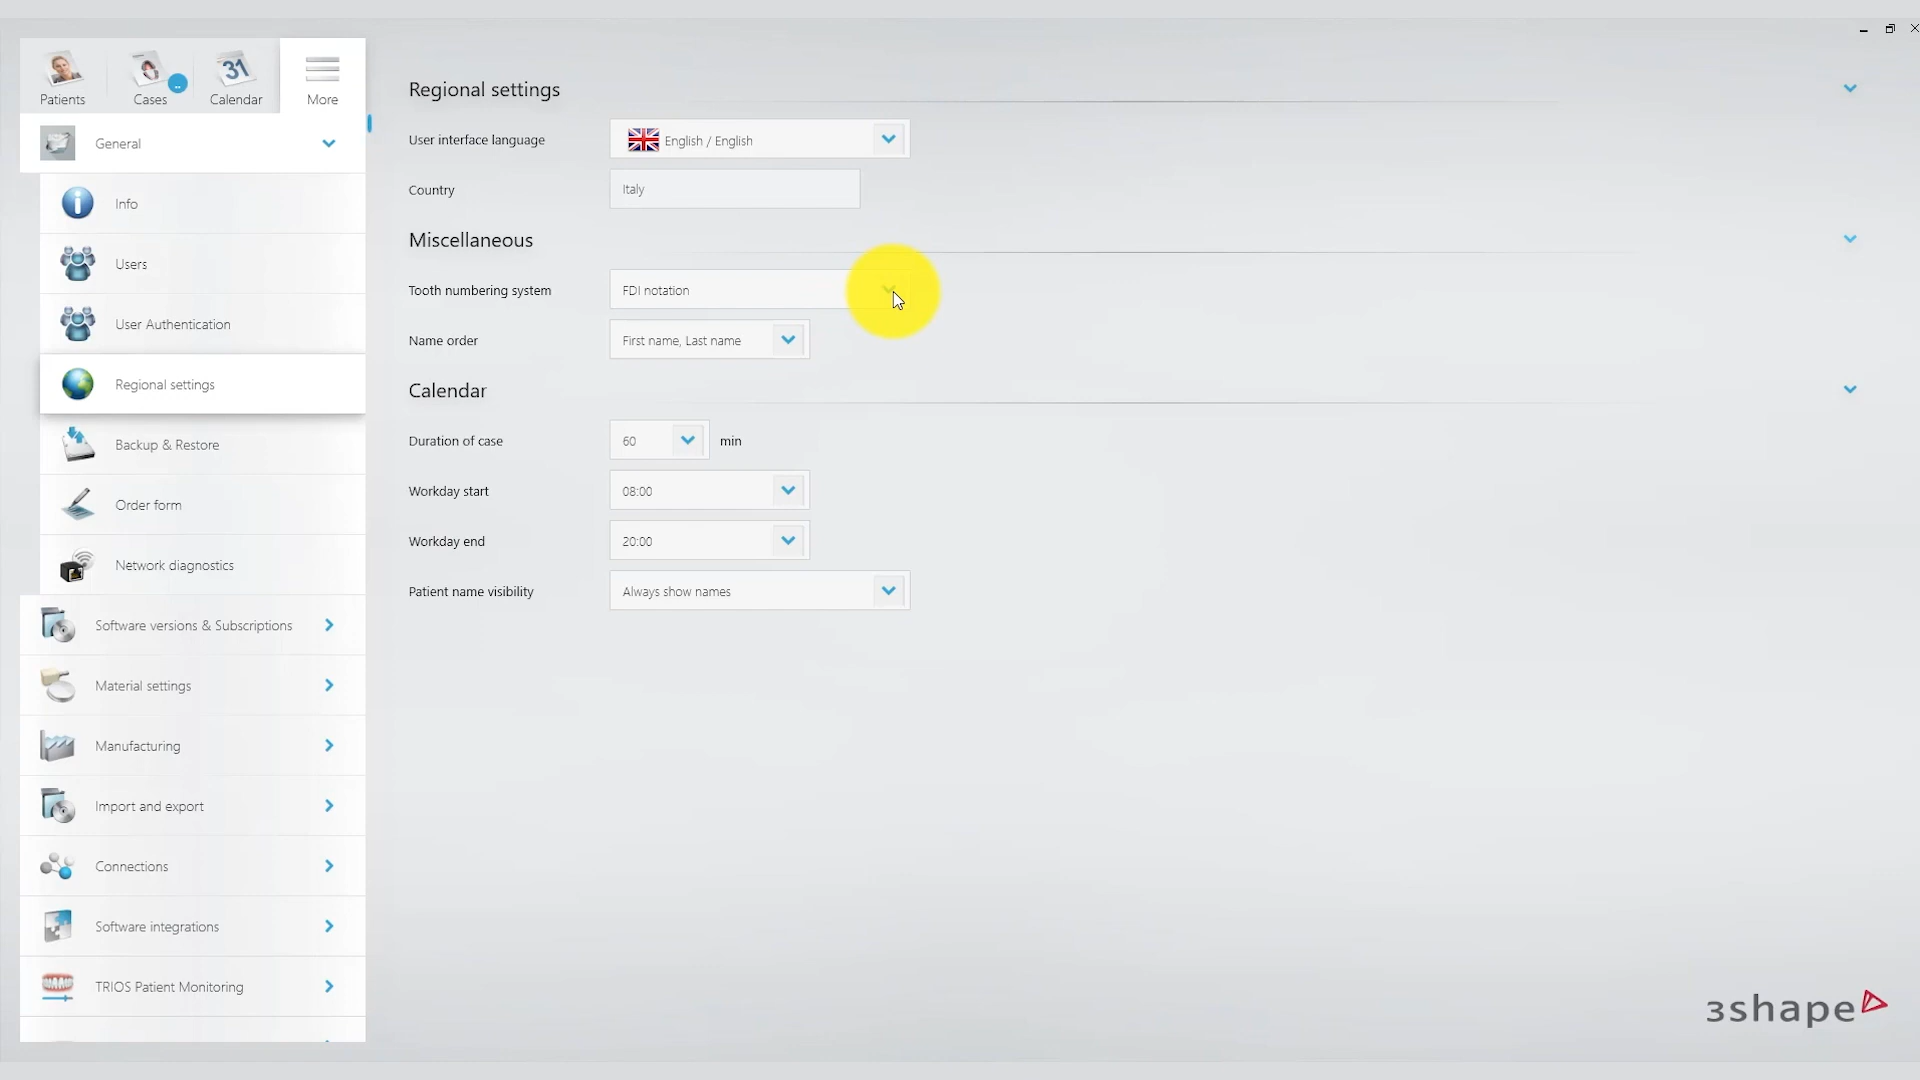 Patients
Cases
Calendar
31
More
General
Info
Users
User Authentication
Regional settings
Backup & Restore
Order form
Network diagnostics
Software versions & Subscriptions
Material settings
Manufacturing
Import and export
Connections
Software integrations
TRIOS Patient Monitoring
Regional settings
User interface language English / English
Country Italy
Miscellaneous
Tooth numbering system FDI notation
Name order First name, Last name
Calendar
Duration of case 60 min
Workday start 08:00
Workday end 20:00
Patient name visibility Always show names
3shape